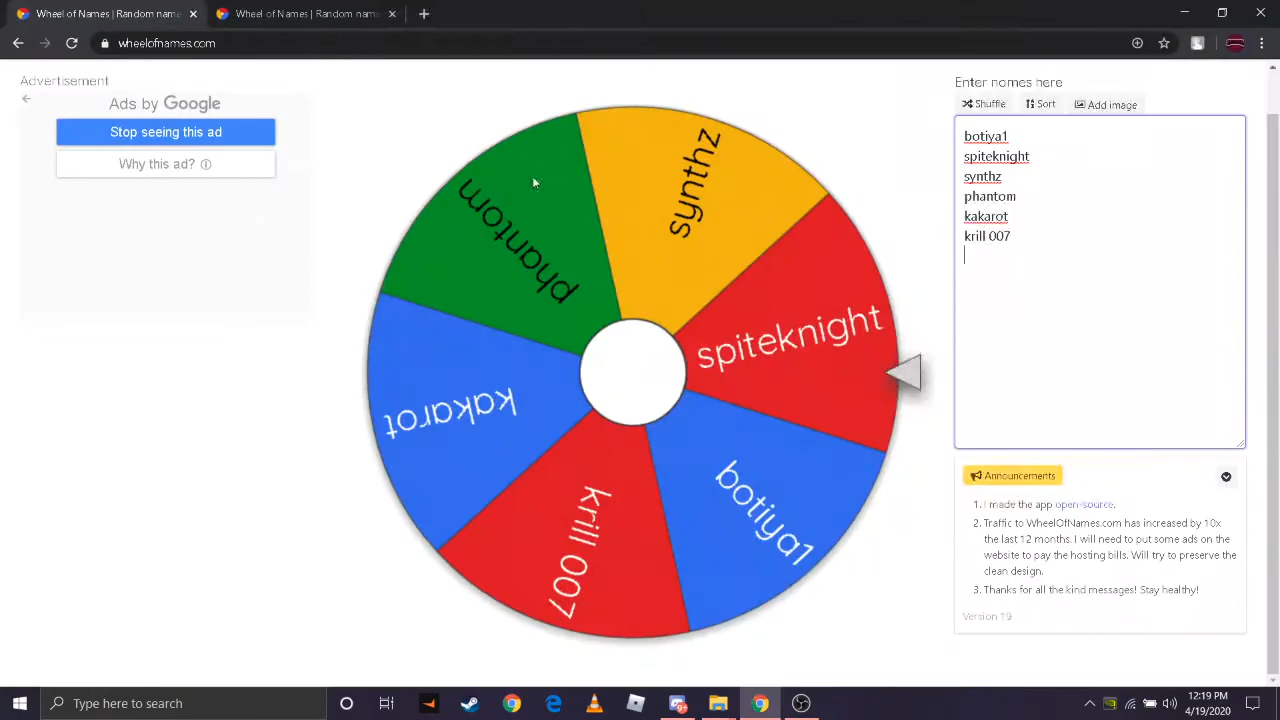 Wheel of Names | Random name
Wheel of Names | Random name
wheelofnames.com
Advertisement
Ads by Google
Stop seeing this ad
Why this ad?
synthz
phantom
spiteknight
kakarot
botiya1
krill 007
Enter names here
Shuffle
Sort
Add image
botiya1
spiteknight
synthz
phantom
kakarot
krill 007
Announcements
1. I made the app open-source.
2. Traffic to WheelOfNames.com has increased by 10x
the last 12 months. I will need to put some ads on the
website to pay the hosting bills. Will try to preserve the
clean design.
3. Thanks for all the kind messages! Stay healthy!
Version 19
Type here to search
12:19 PM
4/19/2020